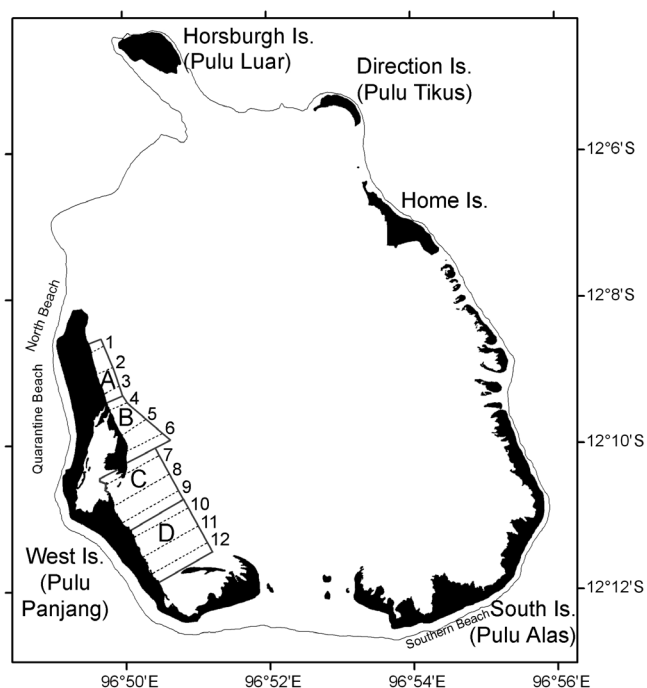 Horsburgh Is.
(Pulu Luar)
Direction Is.
(Pulu Tikus)
12°6'S
Home Is.
12°8'S
North Beach
1
2
A
3
4
B
5
6
Quarantine Beach
12°10'S
7
C
8
9
10
D
11
12
West Is.
(Pulu
Panjang)
12°12'S
South Is.
(Pulu Alas)
Southern Beach
96°50'E
96°52'E
96°54'E
96°56'E